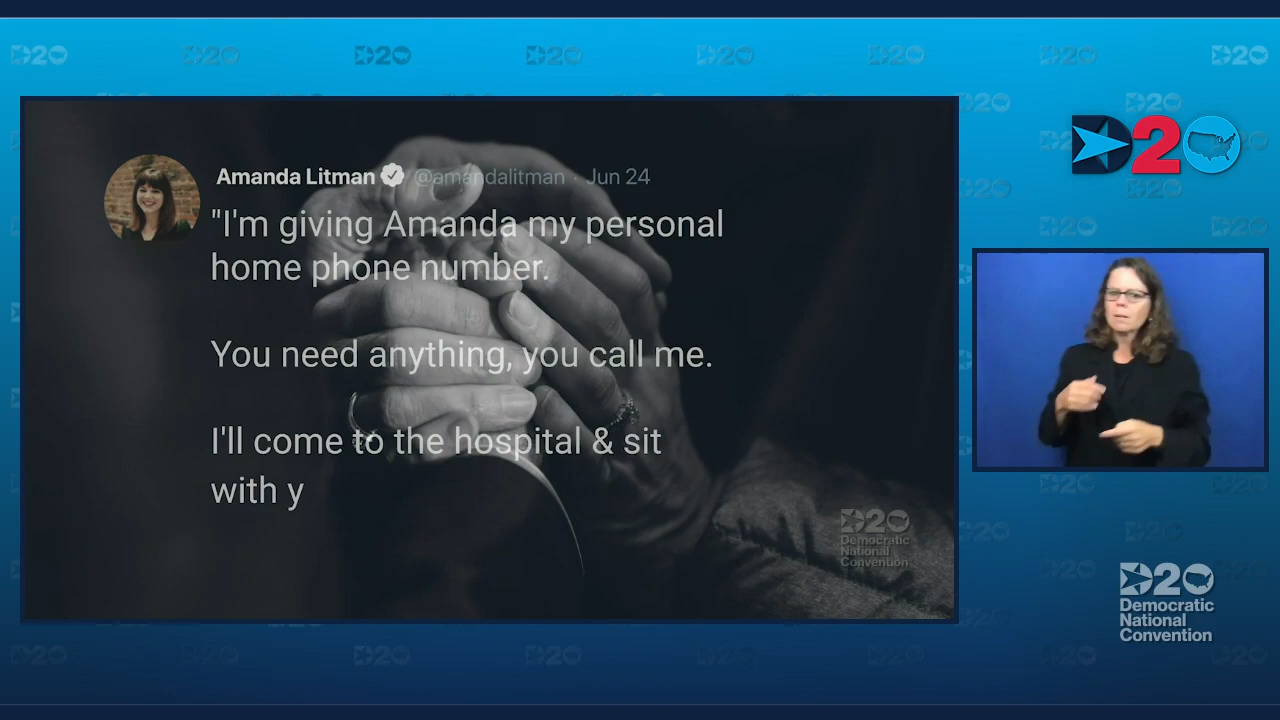 Amanda Litman @amandalitman · Jun 24
"I'm giving Amanda my personal
home phone number.
You need anything, you call me.
I'll come to the hospital & sit
with y
D20
D20
Democratic
National
Convention
D20
Democratic
National
Convention